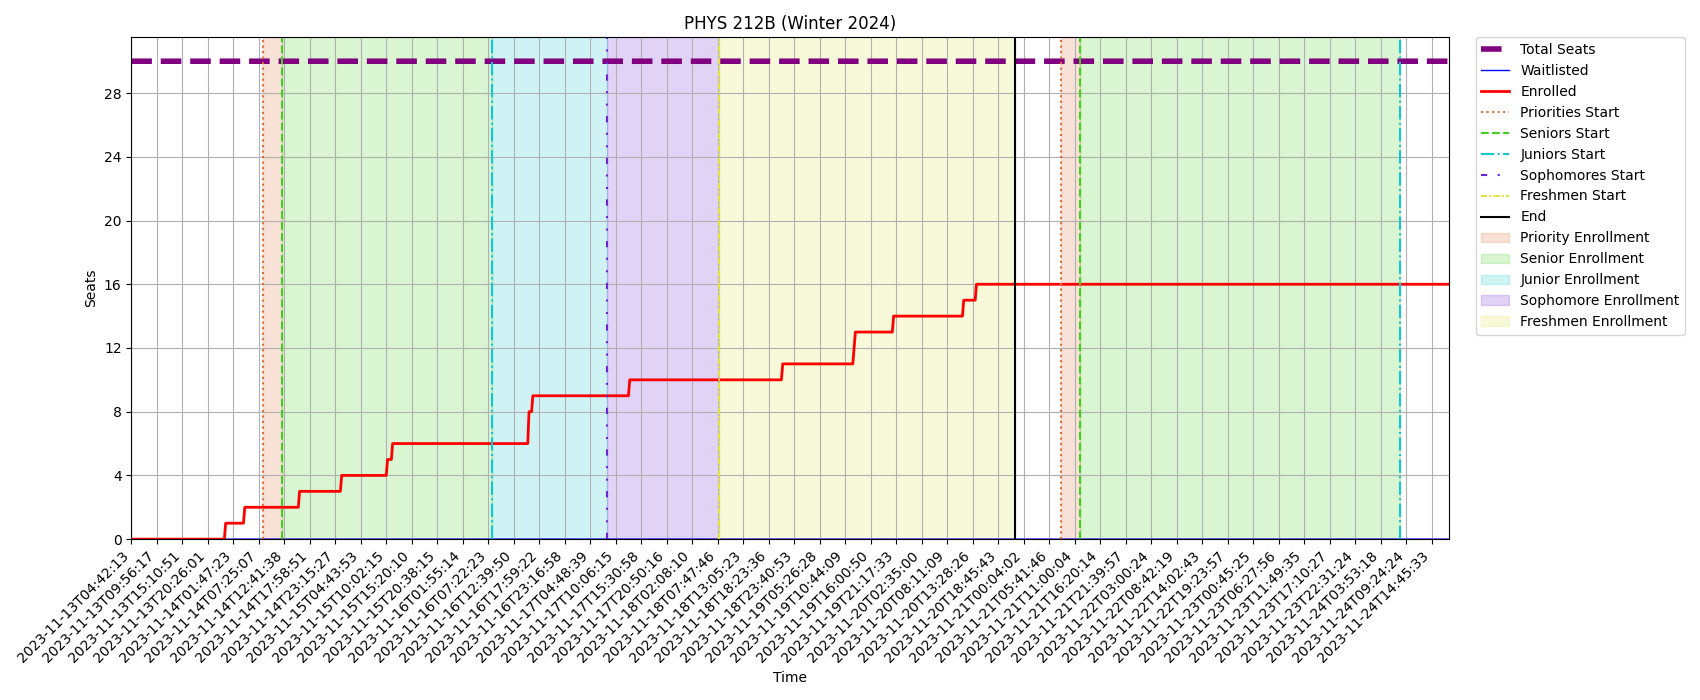 PHYS 212B (Winter 2024)
Seats
28
24
20
16
12
8
4
0
2023-11-13T04:42:13
2023-11-13T09:56:17
2023-11-13T15:10:51
2023-11-13T20:26:01
2023-11-14T01:47:23
2023-11-14T07:25:07
2023-11-14T12:41:38
2023-11-14T17:58:51
2023-11-14T23:15:27
2023-11-15T04:43:53
2023-11-15T10:02:15
2023-11-15T15:20:10
2023-11-15T20:38:15
2023-11-16T01:55:14
2023-11-16T07:22:23
2023-11-16T12:39:50
2023-11-16T17:59:22
2023-11-16T23:16:58
2023-11-17T04:48:39
2023-11-17T10:06:15
2023-11-17T15:30:58
2023-11-17T20:50:16
2023-11-18T02:08:10
2023-11-18T07:47:46
2023-11-18T13:05:23
2023-11-18T18:23:36
2023-11-18T23:40:53
2023-11-19T05:26:28
2023-11-19T10:44:09
2023-11-19T16:00:50
2023-11-19T21:17:33
2023-11-20T02:35:00
2023-11-20T08:11:09
2023-11-20T13:28:26
2023-11-20T18:45:43
2023-11-21T00:04:02
2023-11-21T05:41:46
2023-11-21T11:00:04
2023-11-21T16:20:14
2023-11-21T21:39:57
2023-11-22T03:00:24
2023-11-22T08:42:19
2023-11-22T14:02:43
2023-11-22T19:23:57
2023-11-23T00:45:25
2023-11-23T06:27:56
2023-11-23T11:49:35
2023-11-23T17:10:27
2023-11-23T22:31:24
2023-11-24T03:53:18
2023-11-24T09:24:24
2023-11-24T14:45:33
Time
Total Seats
Waitlisted
Enrolled
Priorities Start
Seniors Start
Juniors Start
Sophomores Start
Freshmen Start
End
Priority Enrollment
Senior Enrollment
Junior Enrollment
Sophomore Enrollment
Freshmen Enrollment